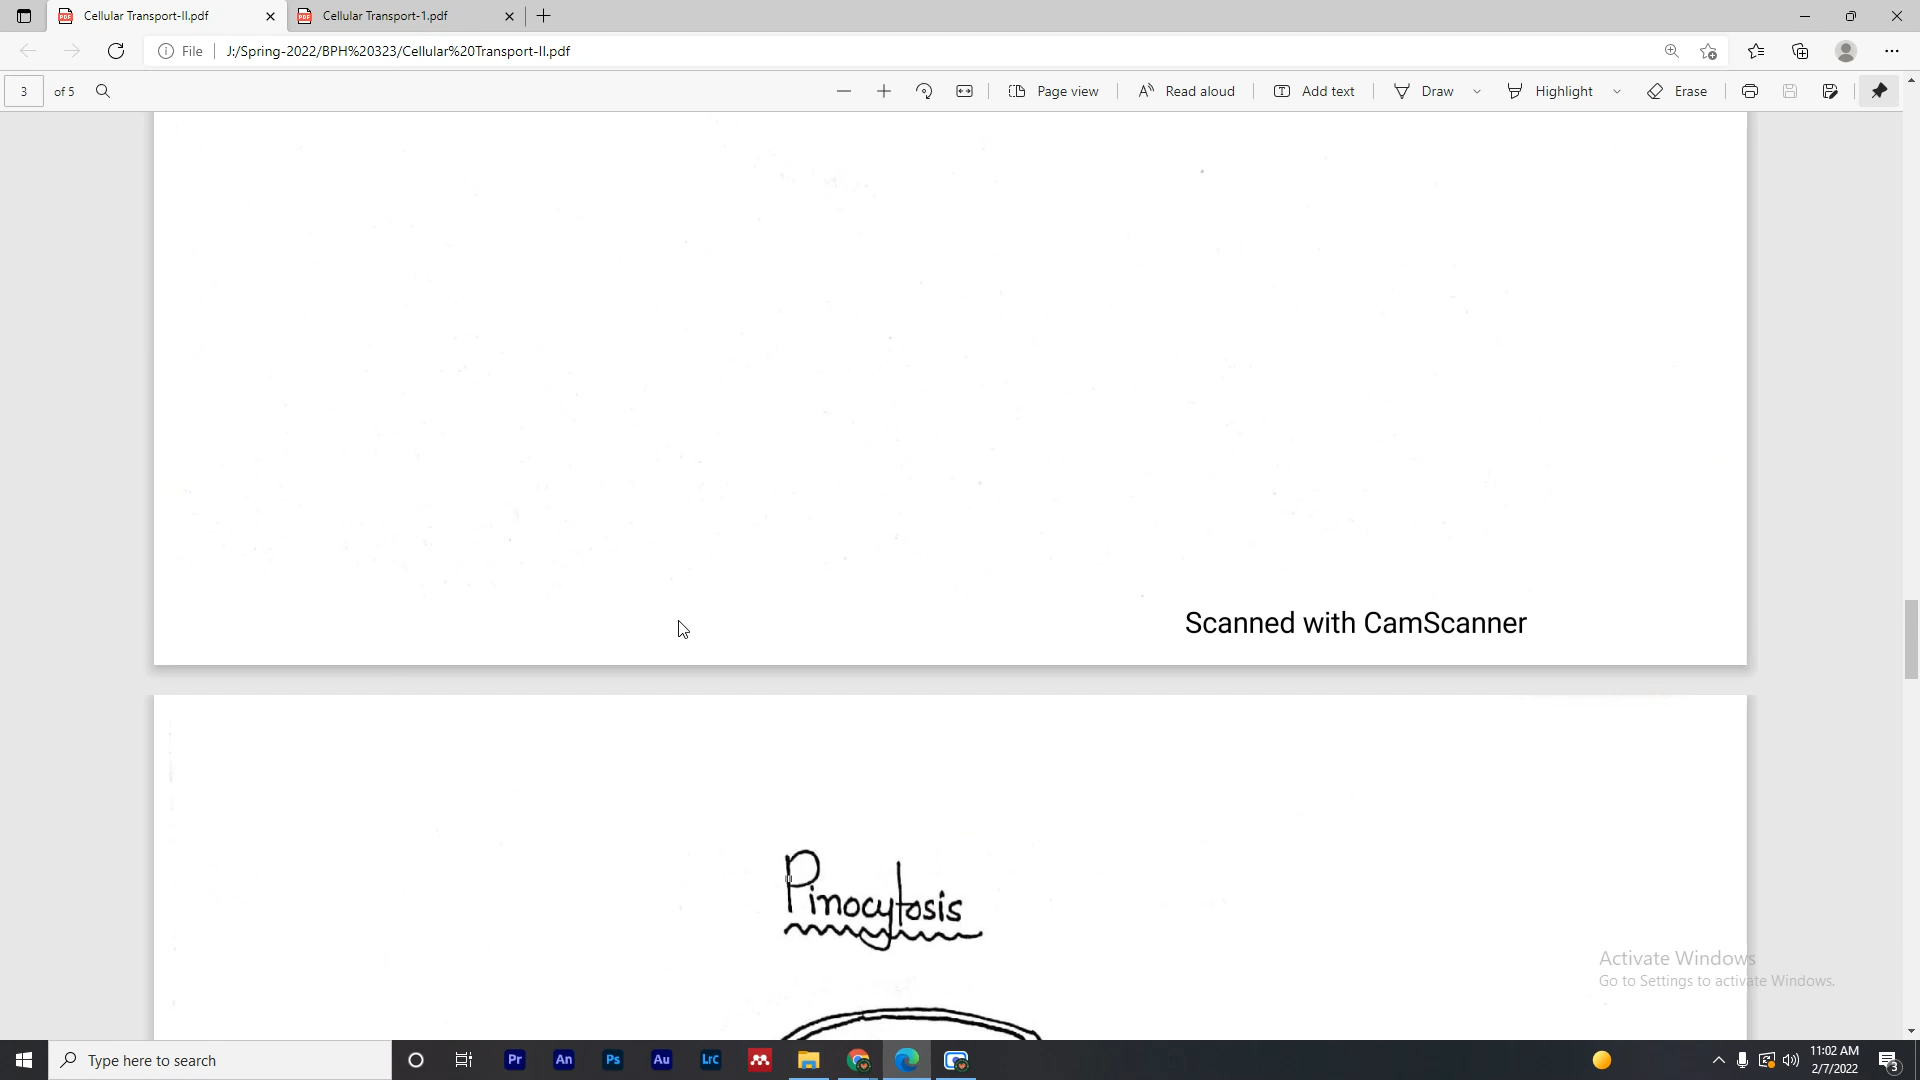 Cellular Transport-II.pdf
Cellular Transport-1.pdf
File
J:/Spring-2022/BPH%20323/Cellular%20Transport-II.pdf
3 of 5
Page view
Read aloud
Add text
Draw
Highlight
Erase
Scanned with CamScanner
Pinocytosis
Activate Windows
Go to Settings to activate Windows.
Type here to search
Pr
An
Ps
Au
Lrc
11:02 AM
2/7/2022
3